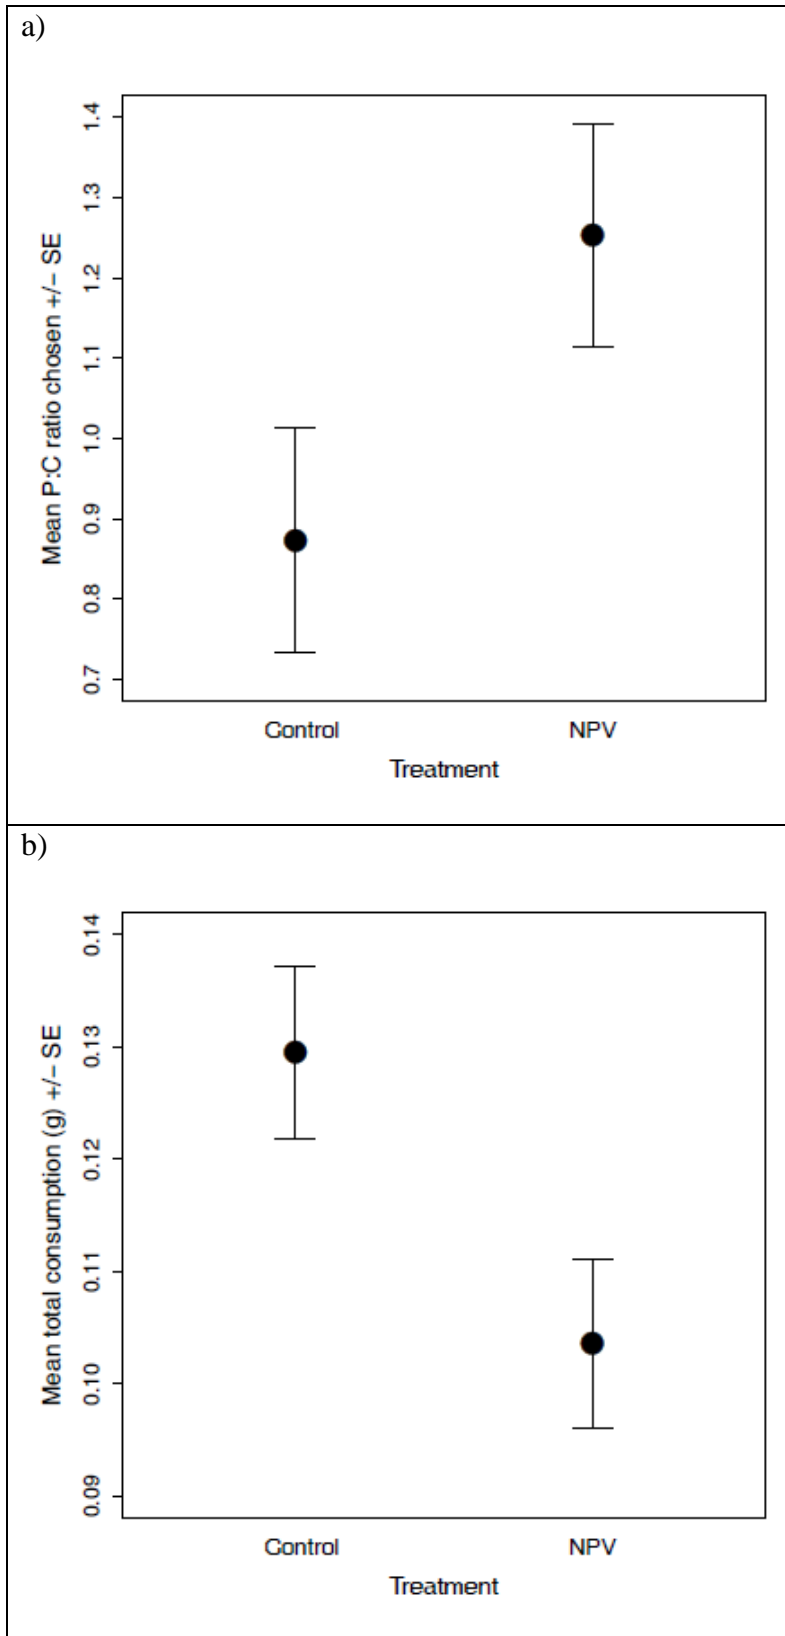 a)
Mean P:C ratio chosen +/− SE
1.4
1.3
1.2
1.1
1.0
0.9
0.8
0.7
Control
NPV
Treatment
b)
Mean total consumption (g) +/− SE
0.14
0.13
0.12
0.11
0.10
0.09
Control
NPV
Treatment